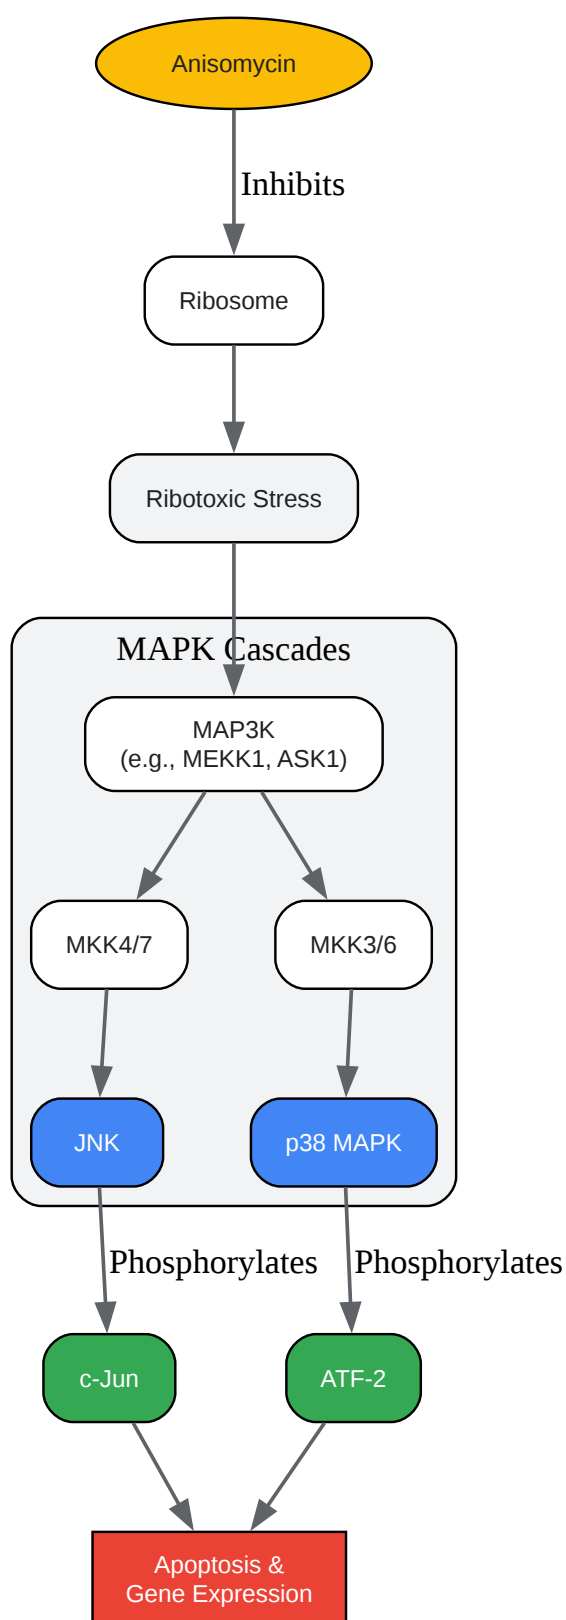 Anisomycin
Inhibits
Ribosome
Ribotoxic Stress
MAPK Cascades
MAP3K
(e.g., MEKK1, ASK1)
MKK4/7
MKK3/6
JNK
p38 MAPK
Phosphorylates
Phosphorylates
c-Jun
ATF-2
Apoptosis &
Gene Expression